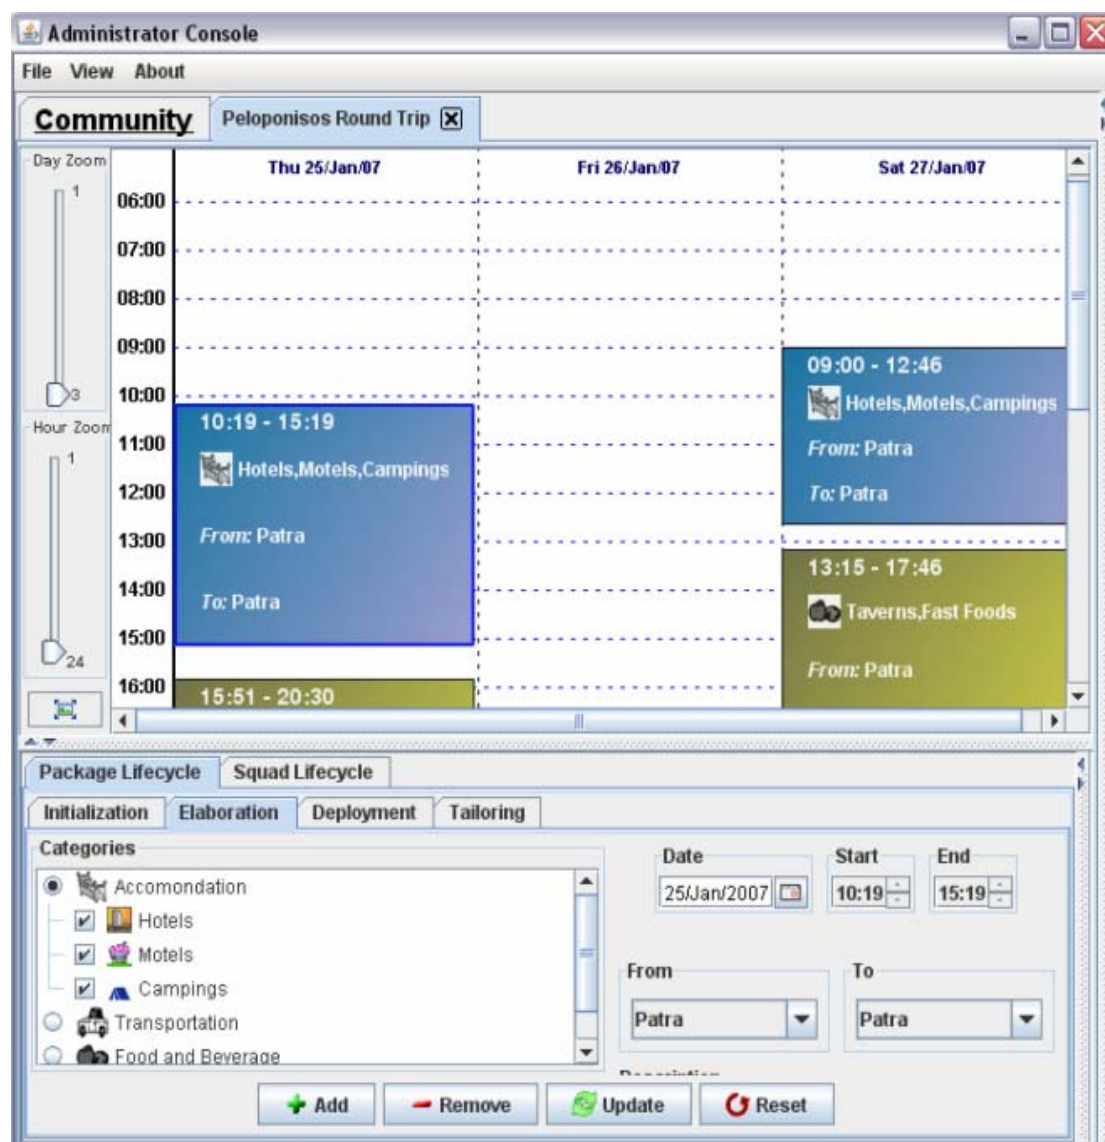 Administrator Console
File View About
Community Peloponisos Round Trip
Day Zoom Thu 25/Jan/07 Fri 26/Jan/07 Sat 27/Jan/07
1
06:00
07:00
08:00
09:00
09:00 - 12:46
3 10:00
Hotels,Motels,Campings
10:19 - 15:19
Hour Zoom
11:00
From: Patra
1
Hotels,Motels,Campings
12:00
To: Patra
13:00
From: Patra
13:15 - 17:46
14:00
To: Patra
Taverns,Fast Foods
15:00
24
From: Patra
16:00
15:51 - 20:30
Package Lifecycle Squad Lifecycle
Initialization Elaboration Deployment Tailoring
Categories
Date Start End
Accomondation
25/Jan/2007 10:19 15:19
Hotels
Motels
From To
Campings
Patra Patra
Transportation
Food and Beverage
Description
Add Remove Update Reset